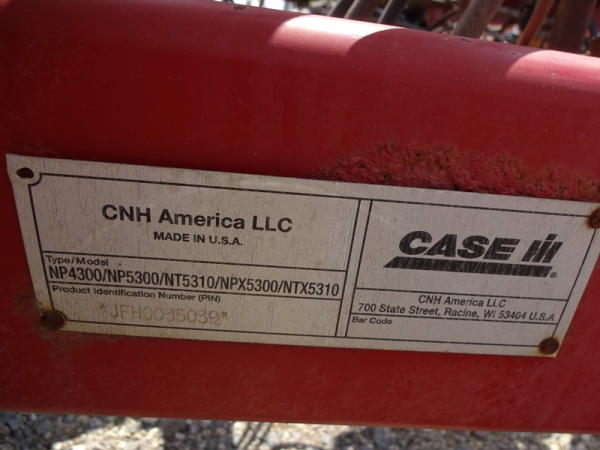 CNH America LLC
MADE IN U.S.A.
Type/Model
NP4300/NP5300/NT5310/NPX5300/NTX5310
Product Identification Number (PIN)
*JFH0035039*
CASE IH
CNH America LLC
700 State Street, Racine, WI 53404 U.S.A
Bar Code